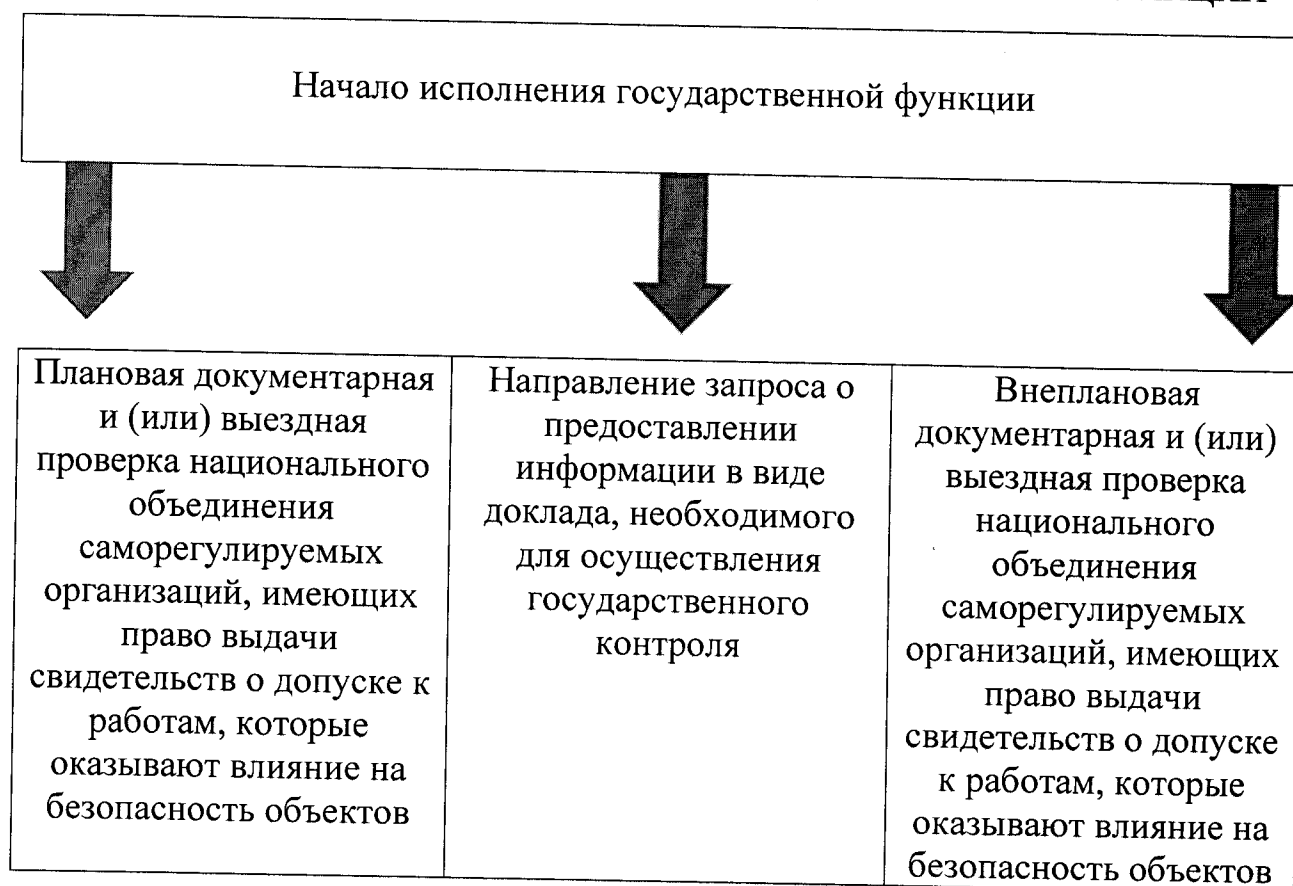 Начало исполнения государственной функции
Плановая документарная
и (или) выездная
проверка национального
объединения
саморегулируемых
организаций, имеющих
право выдачи
свидетельств о допуске к
работам, которые
оказывают влияние на
безопасность объектов
Направление запроса о
предоставлении
информации в виде
доклада, необходимого
для осуществления
государственного
контроля
Внеплановая
документарная и (или)
выездная проверка
национального
объединения
саморегулируемых
организаций, имеющих
право выдачи
свидетельств о допуске
к работам, которые
оказывают влияние на
безопасность объектов